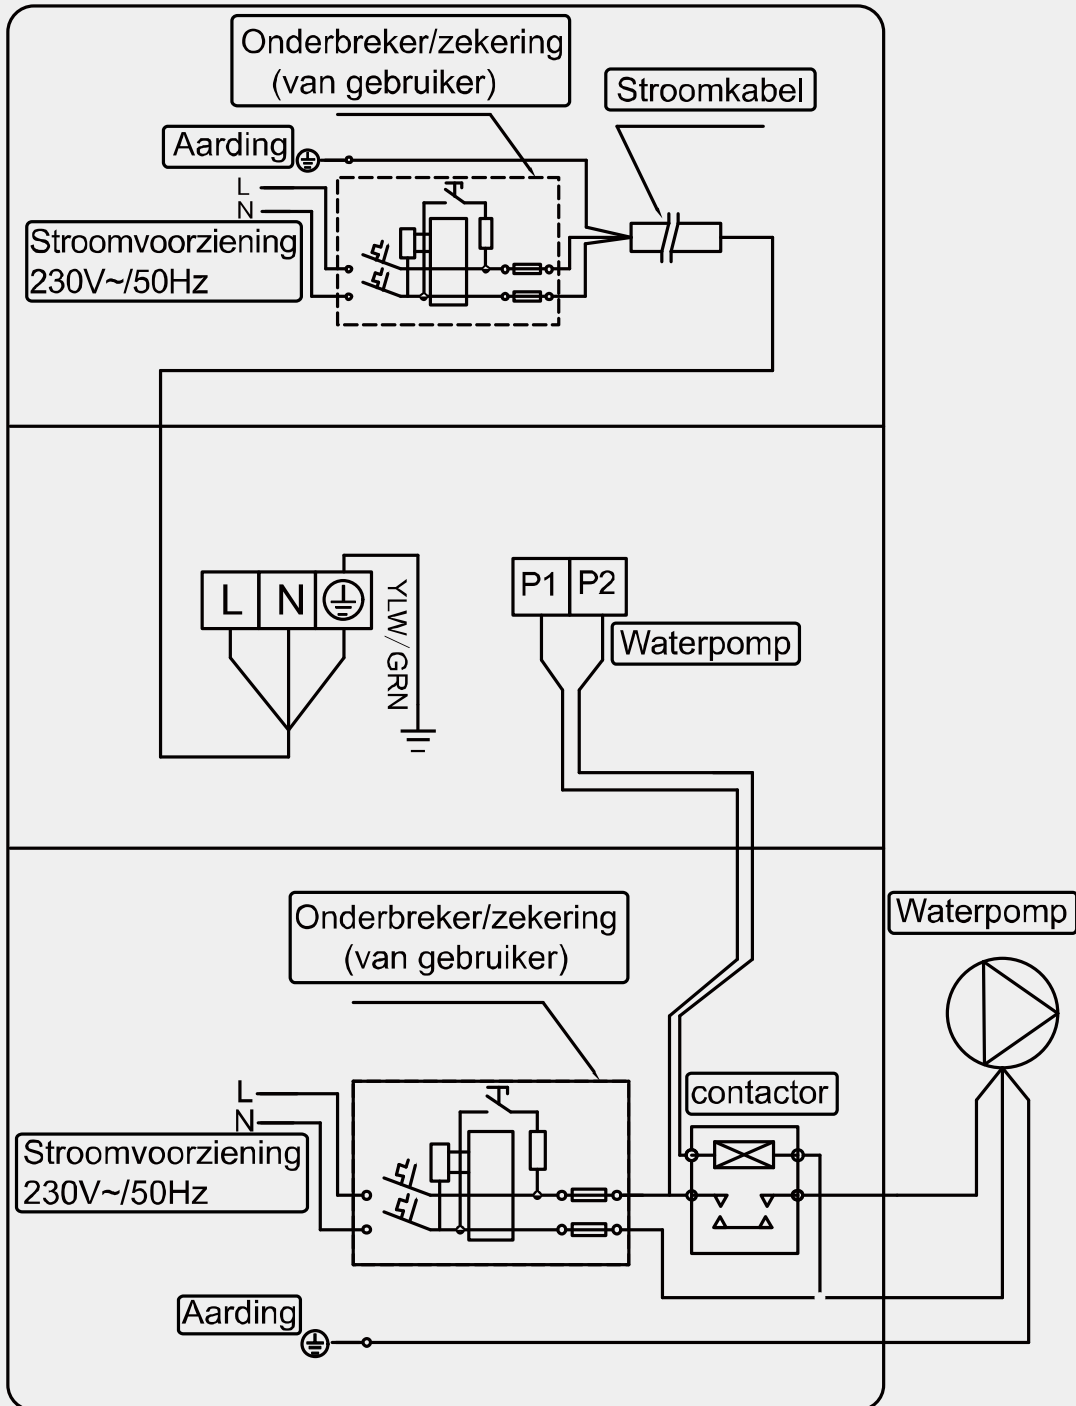 Onderbreker/zekering
(van gebruiker)
Stroomkabel
Aarding
L
N
Stroomvoorziening
230V~/50Hz
L N
YLW/GRN
P1 P2
Waterpomp
Onderbreker/zekering
(van gebruiker)
Waterpomp
contactor
L
N
Stroomvoorziening
230V~/50Hz
Aarding